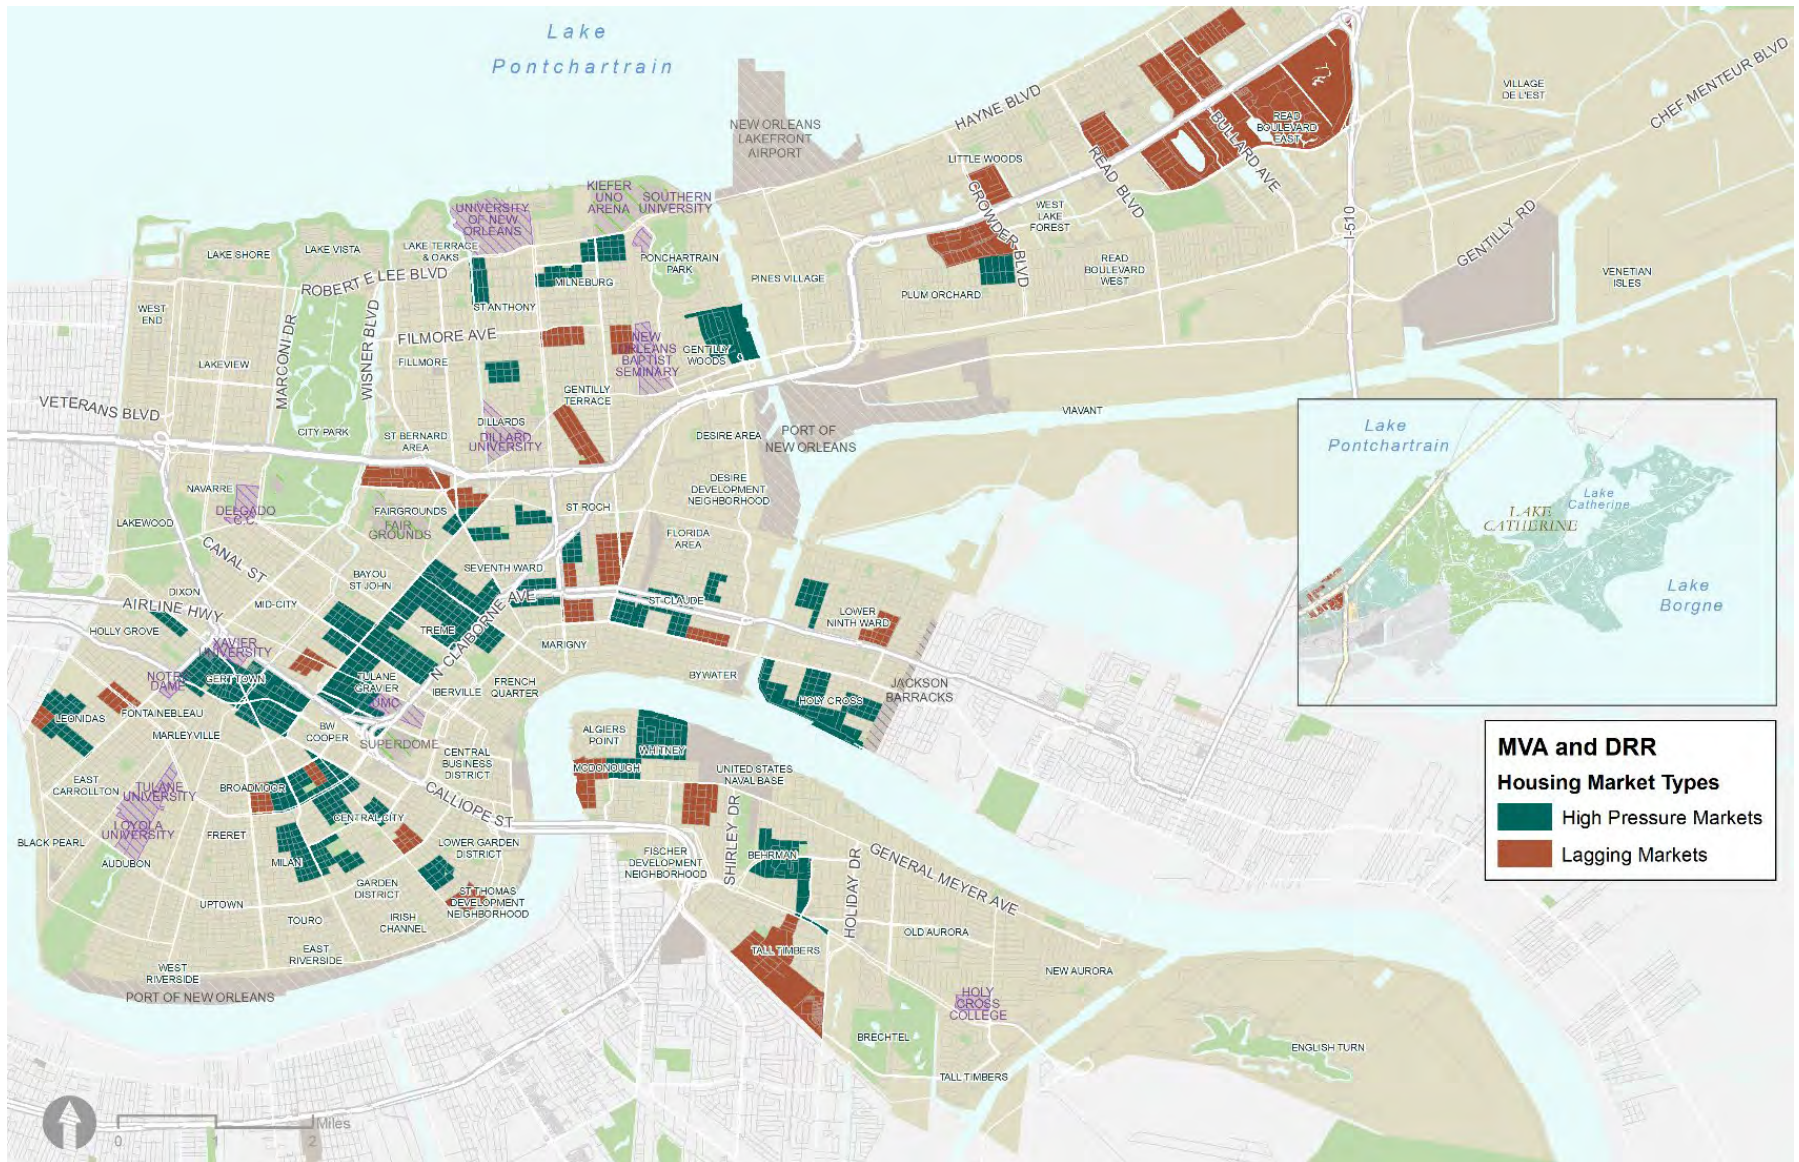 Lake
Pontchartrain
NEW ORLEANS
LAKEFRONT
AIRPORT
HAYNE BLVD
LITTLE WOODS
READ BLVD
BULLARD AVE
READ
BOULEVARD
EAST
VILLAGE
DE L'EST
CHEF MENTEUR BLVD
I-510
GENTILLY RD
VENETIAN
ISLES
CROWDER BLVD
WEST
LAKE
FOREST
READ
BOULEVARD
WEST
PLUM ORCHARD
PINES VILLAGE
KIEFER
UNO
ARENA
SOUTHERN
UNIVERSITY
UNIVERSITY
OF NEW
ORLEANS
PONCHARTRAIN
PARK
LAKE SHORE
LAKE VISTA
LAKE TERRACE
& OAKS
ROBERT E LEE BLVD
MILNEBURG
ST ANTHONY
WEST
END
MARCONI DR
WISNER BLVD
FILMORE AVE
FILLMORE
NEW
ORLEANS
BAPTIST
SEMINARY
GENTILLY
WOODS
LAKEVIEW
GENTILLY
TERRACE
VETERANS BLVD
CITY PARK
ST BERNARD
AREA
DILLARDS
DILLARD
UNIVERSITY
DESIRE AREA
PORT OF
NEW ORLEANS
VIAVANT
DESIRE
DEVELOPMENT
NEIGHBORHOOD
NAVARRE
DELGADO
C.C.
LAKEWOOD
FAIRGROUNDS
FAIR
GROUNDS
ST ROCH
FLORIDA
AREA
CANAL ST
BAYOU
ST JOHN
SEVENTH WARD
DIXON
MID-CITY
AIRLINE HWY
HOLLY GROVE
ST CLAUDE
LOWER
NINTH WARD
TREME
N CLAIBORNE AVE
MARIGNY
XAVIER
UNIVERSITY
NOTRE
DAME
GERT TOWN
TULANE
GRAVIER
UMC
IBERVILLE
FRENCH
QUARTER
BYWATER
JACKSON
BARRACKS
HOLY CROSS
LEONIDAS
FONTAINEBLEAU
MARLEYVILLE
BW
COOPER
SUPERDOME
CENTRAL
BUSINESS
DISTRICT
ALGIERS
POINT
WHITNEY
MCDONOUGH
UNITED STATES
NAVAL BASE
EAST
CARROLLTON
TULANE
UNIVERSITY
BROADMOOR
CALLIOPE ST
CENTRAL CITY
LOYOLA
UNIVERSITY
FRERET
BLACK PEARL
AUDUBON
MILAN
LOWER GARDEN
DISTRICT
FISCHER
DEVELOPMENT
NEIGHBORHOOD
SHIRLEY DR
BEHRMAN
HOLIDAY DR
GENERAL MEYER AVE
GARDEN
DISTRICT
ST THOMAS
DEVELOPMENT
NEIGHBORHOOD
UPTOWN
TOURO
IRISH
CHANNEL
EAST
RIVERSIDE
WEST
RIVERSIDE
PORT OF NEW ORLEANS
TALL TIMBERS
OLD AURORA
NEW AURORA
HOLY
CROSS
COLLEGE
BRECHTEL
TALL TIMBERS
ENGLISH TURN
Lake
Pontchartrain
Lake
Catherine
LAKE
CATHERINE
Lake
Borgne
MVA and DRR
Housing Market Types
High Pressure Markets
Lagging Markets
Miles
0 1 2